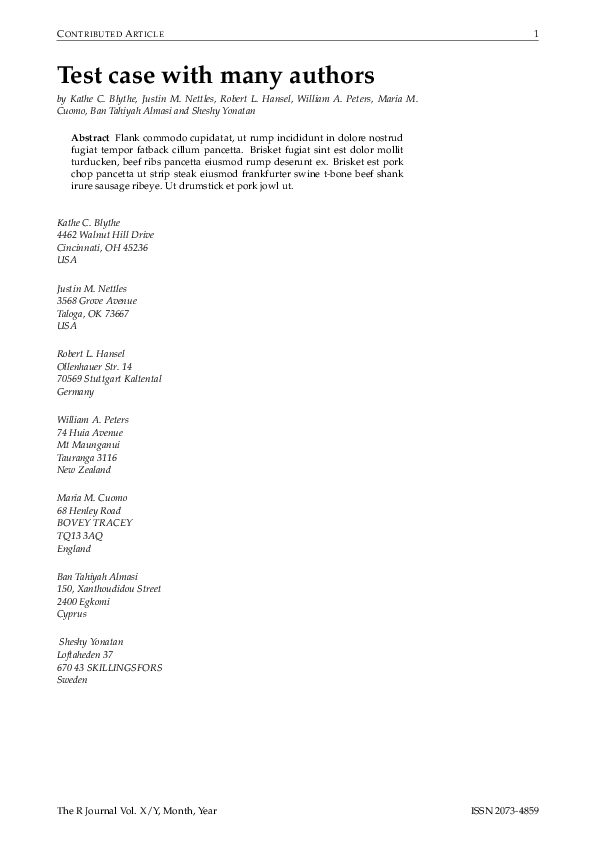 CONTRIBUTED ARTICLE 1
Test case with many authors
by Kathe C. Blythe, Justin M. Nettles, Robert L. Hansel, William A. Peters, Maria M.
Cuomo, Ban Tahiyah Almasi and Sheshy Yonatan
Abstract Flank commodo cupidatat, ut rump incididunt in dolore nostrud
fugiat tempor fatback cillum pancetta. Brisket fugiat sint est dolor mollit
turducken, beef ribs pancetta eiusmod rump deserunt ex. Brisket est pork
chop pancetta ut strip steak eiusmod frankfurter swine t-bone beef shank
irure sausage ribeye. Ut drumstick et pork jowl ut.
Kathe C. Blythe
4462 Walnut Hill Drive
Cincinnati, OH 45236
USA
Justin M. Nettles
3568 Grove Avenue
Taloga, OK 73667
USA
Robert L. Hansel
Ollenhauer Str. 14
70569 Stuttgart Kaltental
Germany
William A. Peters
74 Huia Avenue
Mt Maunganui
Tauranga 3116
New Zealand
Maria M. Cuomo
68 Henley Road
BOVEY TRACEY
TQ13 3AQ
England
Ban Tahiyah Almasi
150, Xanthoudidou Street
2400 Egkomi
Cyprus
Sheshy Yonatan
Loftaheden 37
670 43 SKILLINGSFORS
Sweden
The R Journal Vol. X/Y, Month, Year ISSN 2073-4859